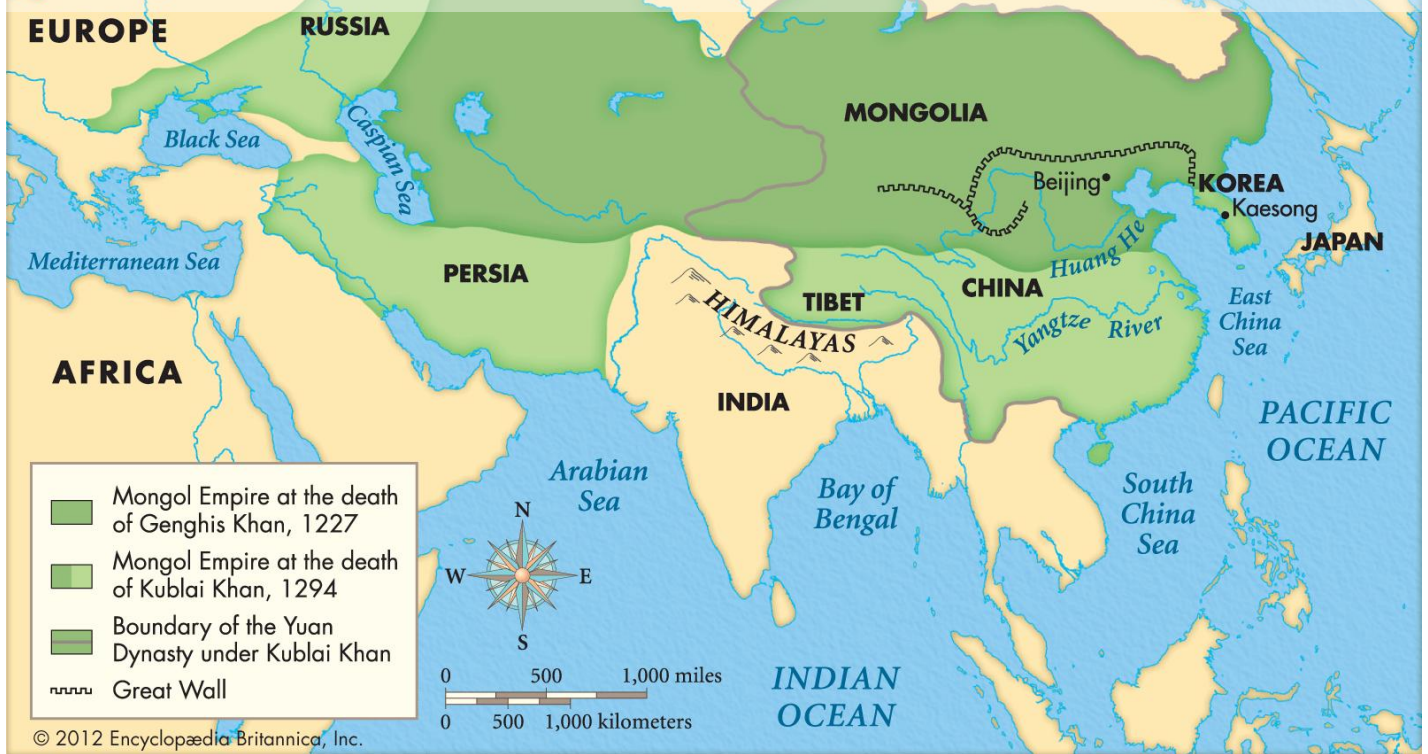 EUROPE
RUSSIA
MONGOLIA
Black Sea
Caspian Sea
Beijing
KOREA
Kaesong
JAPAN
Mediterranean Sea
PERSIA
Huang He
CHINA
TIBET
HIMALAYAS
Yangtze River
East
China
Sea
AFRICA
INDIA
PACIFIC
OCEAN
Arabian
Sea
Bay of
Bengal
South
China
Sea
Mongol Empire at the death
of Genghis Khan, 1227
Mongol Empire at the death
of Kublai Khan, 1294
Boundary of the Yuan
Dynasty under Kublai Khan
Great Wall
N
W E
S
0 500 1,000 miles
0 500 1,000 kilometers
INDIAN
OCEAN
© 2012 Encyclopædia Britannica, Inc.